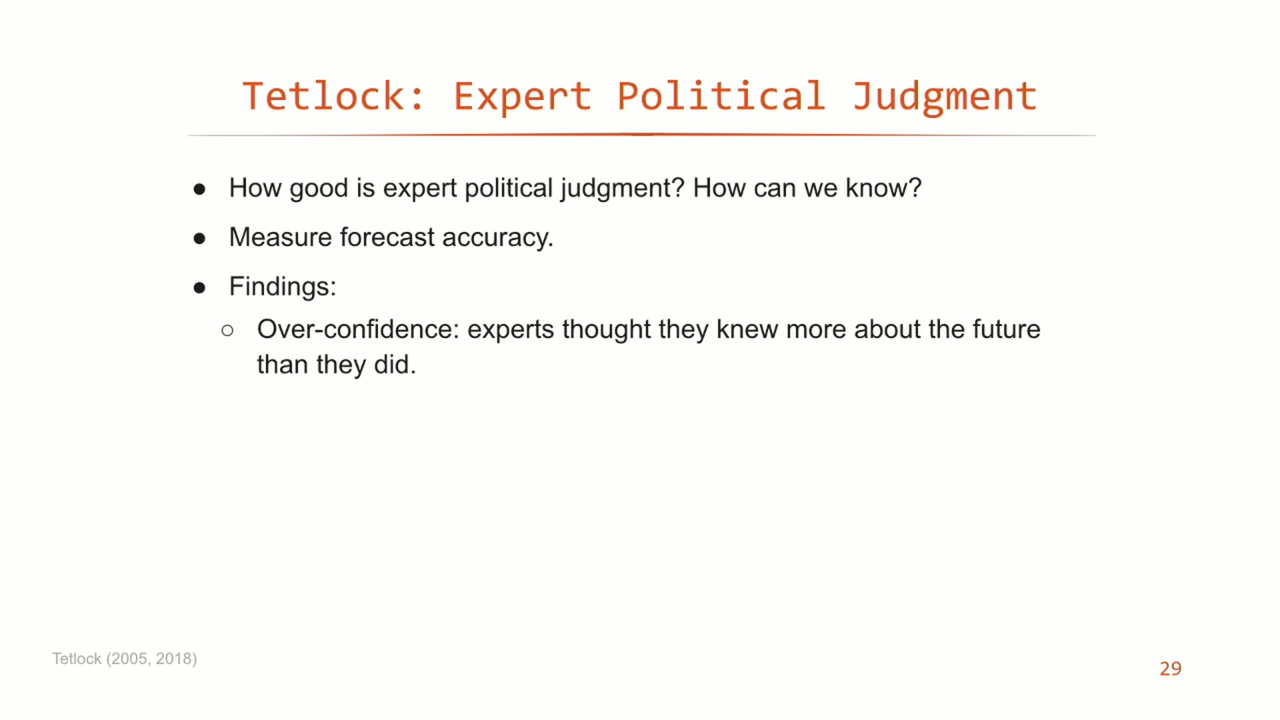 Tetlock: Expert Political Judgment
● How good is expert political judgment? How can we know?
● Measure forecast accuracy.
● Findings:
○ Over-confidence: experts thought they knew more about the future
than they did.
Tetlock (2005, 2018)
29